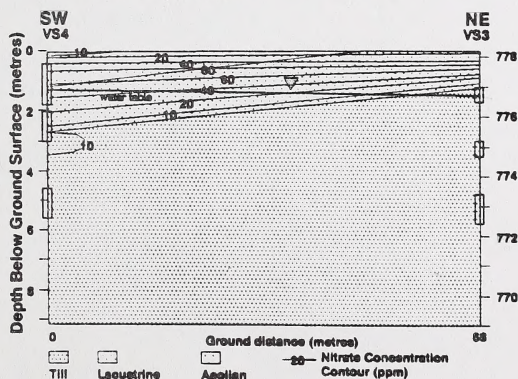 SW NE
VS4 VS3
Depth Below Ground Surface (metres)
0
2
4
6
8
778
776
774
772
770
10
20
60
60
60
40
water table
20
10
10
0 Ground distance (metres) 68
Till Lacustrine Aeolian
20 Nitrate Concentration
Contour (ppm)